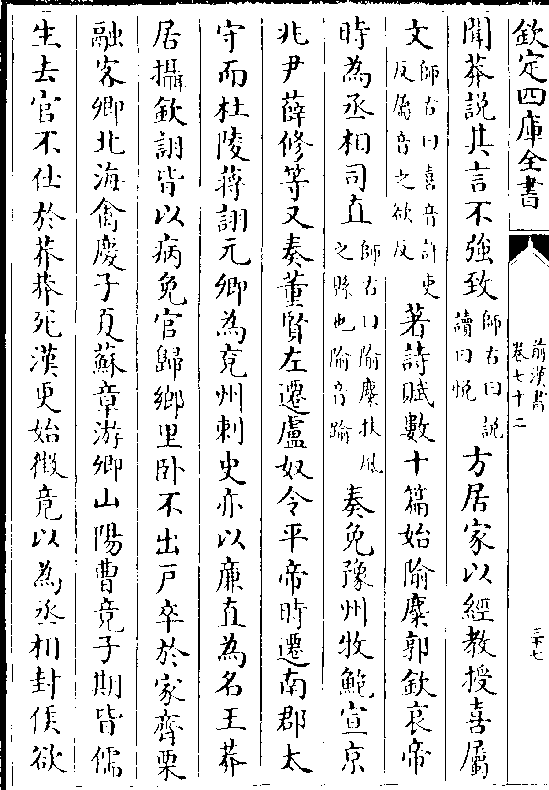 欽定四庫全書
前漢書
卷七十二
三十七
聞莽說其言不強致師古曰說讀曰悅方居家以經教授喜屬
文師古曰喜音許吏反屬音之欲反著詩賦數十篇始隃麋郭欽哀帝
時為丞相司直師古曰隃麋扶風之縣也隃音踰奏免豫州牧鮑宣京
兆尹薛修等又奏董賢左遷盧奴令平帝時遷南郡太
守而杜陵蔣詡元卿為兗州刺史亦以廉直為名王莽
居攝欽詡皆以病免官歸鄉里卧不出戶卒於家齊栗
融客卿北海禽慶子夏蘇章游卿山陽曹竟子期皆儒
生去官不仕於莽莽死漢更始徵竟以為丞相封侯欲